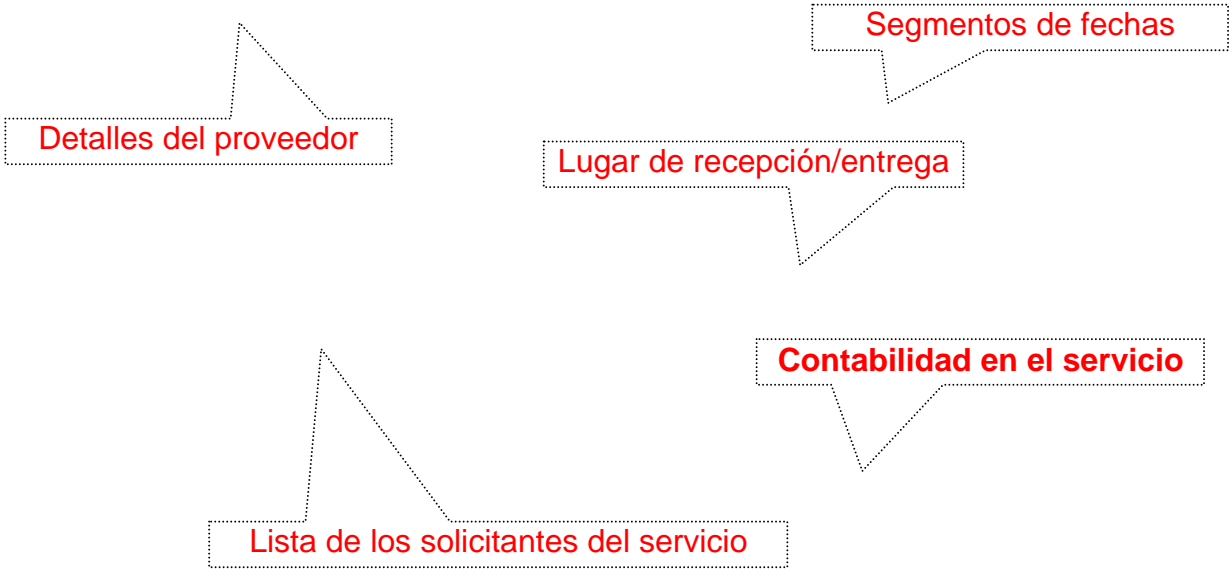 Segmentos de fechas
Detalles del proveedor
Lugar de recepción/entrega
Contabilidad en el servicio
Lista de los solicitantes del servicio